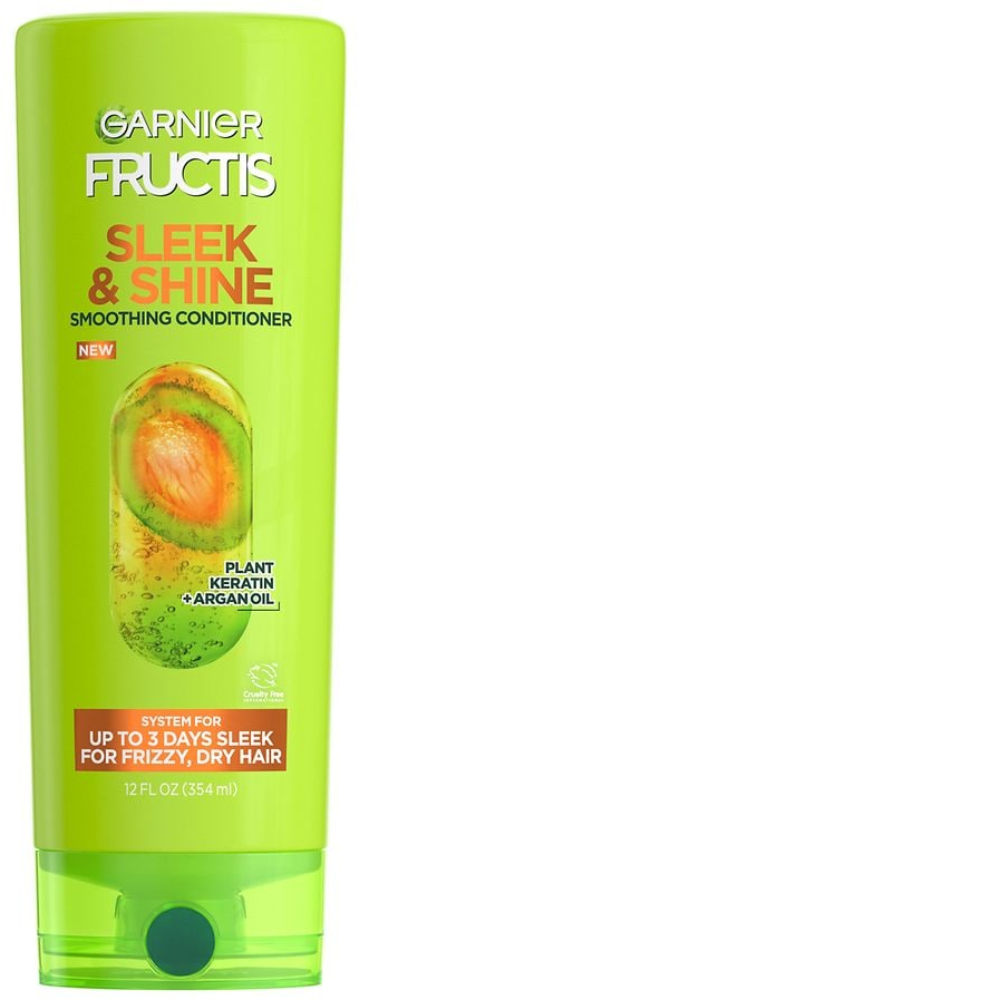 GARNIER
FRUCTIS
SLEEK
& SHINE
SMOOTHING CONDITIONER
NEW
PLANT
KERATIN
+ARGAN OIL
Cruelty Free
INTERNATIONAL
SYSTEM FOR
UP TO 3 DAYS SLEEK
FOR FRIZZY, DRY HAIR
12 FL OZ (354 ml)